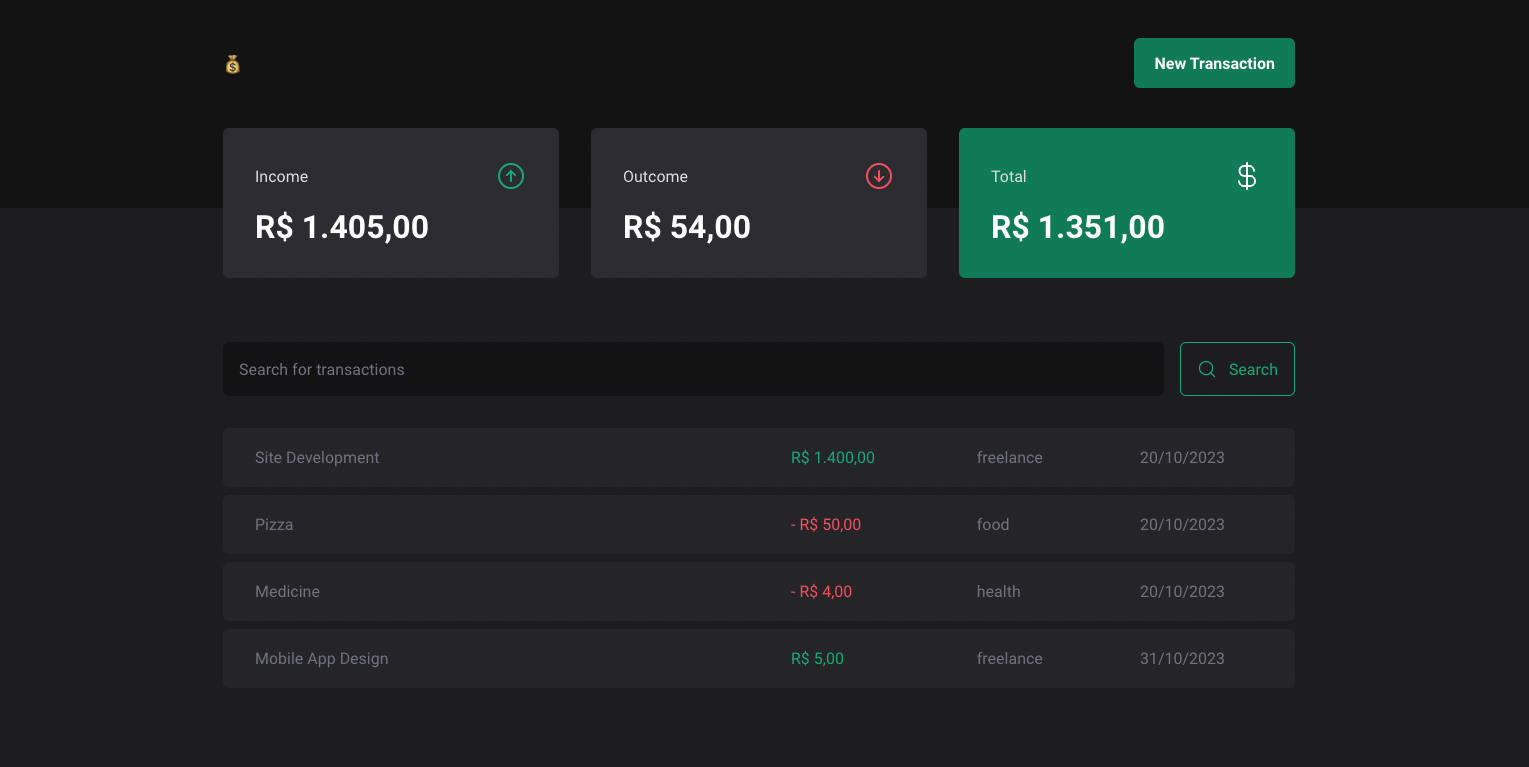 New Transaction
Income
R$ 1.405,00
Outcome
R$ 54,00
Total
R$ 1.351,00
Search for transactions
Search
Site Development R$ 1.400,00 freelance 20/10/2023
Pizza - R$ 50,00 food 20/10/2023
Medicine - R$ 4,00 health 20/10/2023
Mobile App Design R$ 5,00 freelance 31/10/2023